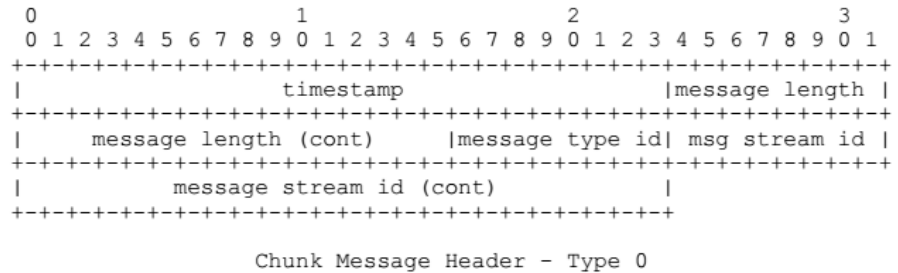 0                   1                   2                   3
 0 1 2 3 4 5 6 7 8 9 0 1 2 3 4 5 6 7 8 9 0 1 2 3 4 5 6 7 8 9 0 1
+-+-+-+-+-+-+-+-+-+-+-+-+-+-+-+-+-+-+-+-+-+-+-+-+-+-+-+-+-+-+-+-+
|                   timestamp                   |message length |
+-+-+-+-+-+-+-+-+-+-+-+-+-+-+-+-+-+-+-+-+-+-+-+-+-+-+-+-+-+-+-+-+
|     message length (cont)     |message type id| msg stream id |
+-+-+-+-+-+-+-+-+-+-+-+-+-+-+-+-+-+-+-+-+-+-+-+-+-+-+-+-+-+-+-+-+
|           message stream id (cont)            |
+-+-+-+-+-+-+-+-+-+-+-+-+-+-+-+-+-+-+-+-+-+-+-+-+
Chunk Message Header - Type 0